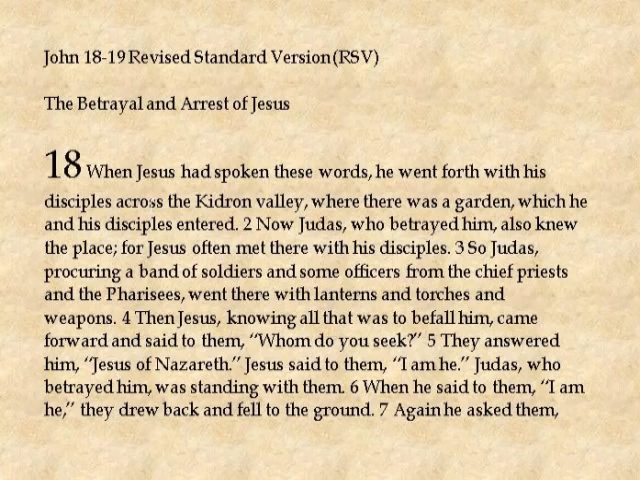 John 18-19 Revised Standard Version (RSV)
The Betrayal and Arrest of Jesus
18 When Jesus had spoken these words, he went forth with his
disciples across the Kidron valley, where there was a garden, which he
and his disciples entered. 2 Now Judas, who betrayed him, also knew
the place; for Jesus often met there with his disciples. 3 So Judas,
procuring a band of soldiers and some officers from the chief priests
and the Pharisees, went there with lanterns and torches and
weapons. 4 Then Jesus, knowing all that was to befall him, came
forward and said to them, “Whom do you seek?” 5 They answered
him, “Jesus of Nazareth.” Jesus said to them, “I am he.” Judas, who
betrayed him, was standing with them. 6 When he said to them, “I am
he,” they drew back and fell to the ground. 7 Again he asked them,